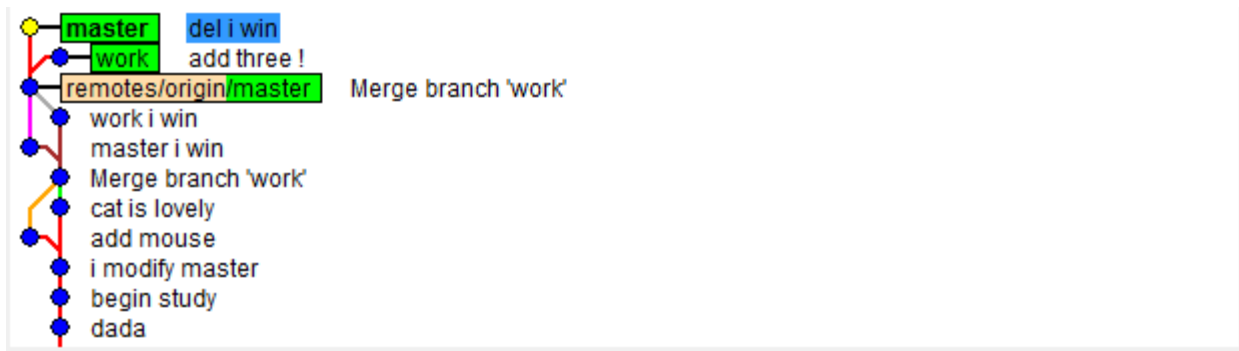 master del i win
work add three !
remotes/origin/master Merge branch 'work'
work i win
master i win
Merge branch 'work'
cat is lovely
add mouse
i modify master
begin study
dada